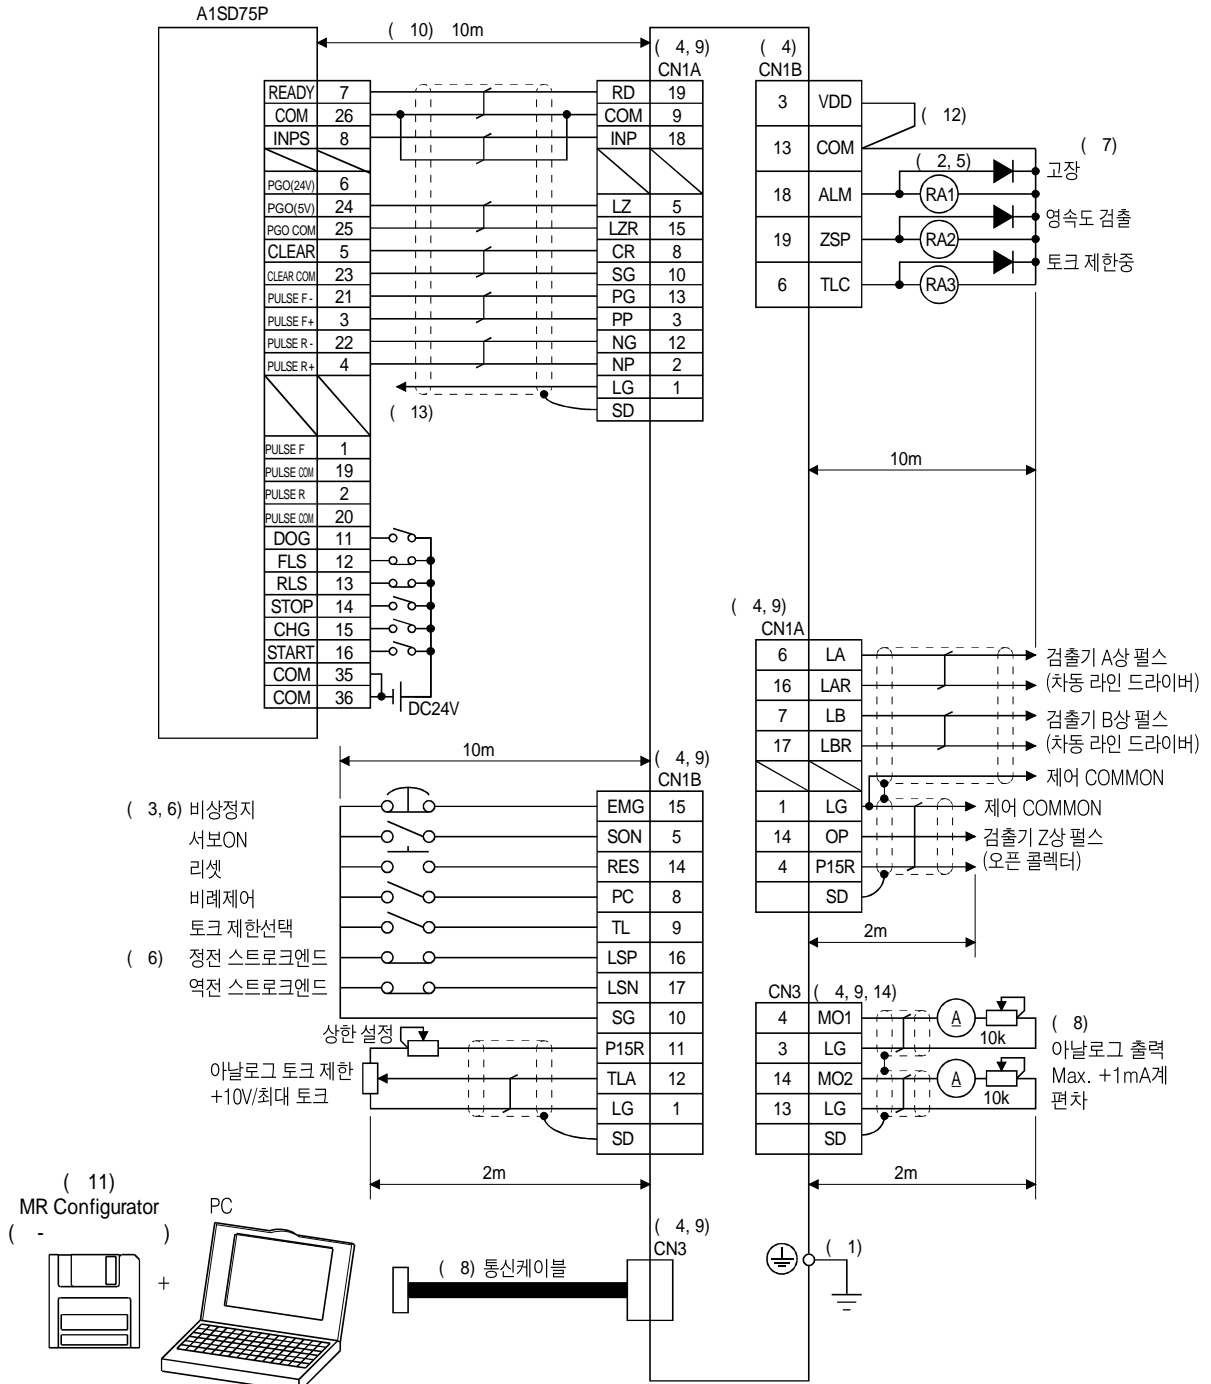 A1SD75P
( 10) 10m
( 4, 9)
CN1A
( 4)
CN1B
READY 7
COM 26
INPS 8
PGO(24V) 6
PGO(5V) 24
PGO COM 25
CLEAR 5
CLEAR COM 23
PULSE F - 21
PULSE F+ 3
PULSE R - 22
PULSE R+ 4
PULSE F 1
PULSE COM 19
PULSE R 2
PULSE COM 20
DOG 11
FLS 12
RLS 13
STOP 14
CHG 15
START 16
COM 35
COM 36
DC24V
RD 19
COM 9
INP 18
LZ 5
LZR 15
CR 8
SG 10
PG 13
PP 3
NG 12
NP 2
LG 1
SD
( 13)
3 VDD
13 COM
18 ALM
19 ZSP
6 TLC
( 12)
( 7)
( 2, 5)
RA1
RA2
RA3
고장
영속도 검출
토크 제한중
10m
( 4, 9)
CN1A
6 LA
16 LAR
7 LB
17 LBR
1 LG
14 OP
4 P15R
SD
검출기 A상 펄스
(차동 라인 드라이버)
검출기 B상 펄스
(차동 라인 드라이버)
제어 COMMON
제어 COMMON
검출기 Z상 펄스
(오픈 콜렉터)
2m
10m
( 4, 9)
CN1B
( 3, 6) 비상정지
서보ON
리셋
비례제어
토크 제한선택
( 6) 정전 스트로크엔드
역전 스트로크엔드
상한 설정
아날로그 토크 제한
+10V/최대 토크
EMG 15
SON 5
RES 14
PC 8
TL 9
LSP 16
LSN 17
SG 10
P15R 11
TLA 12
LG 1
SD
2m
CN3 ( 4, 9, 14)
4 MO1
3 LG
14 MO2
13 LG
SD
A
10k
A
10k
( 8)
아날로그 출력
Max. +1mA계
편차
2m
( 11)
MR Configurator
( - )
+
PC
( 8) 통신케이블
( 4, 9)
CN3
( 1)